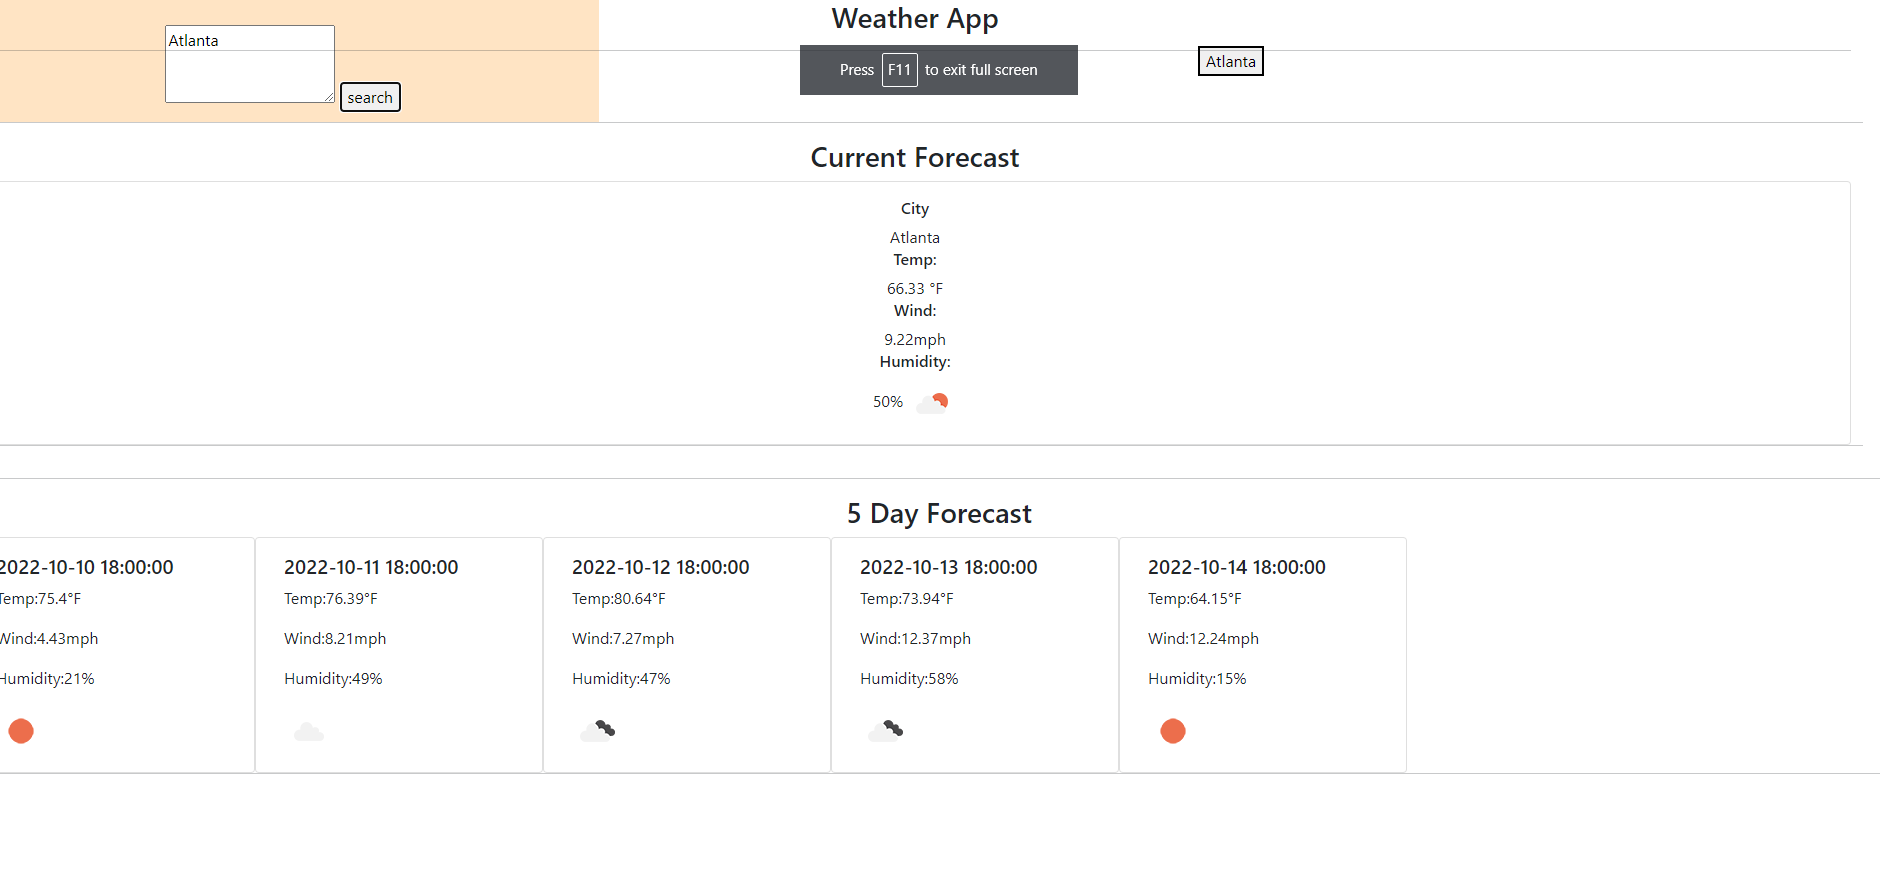 Weather App
Atlanta
search
Press F11 to exit full screen
Atlanta
Current Forecast
City
Atlanta
Temp:
66.33 °F
Wind:
9.22mph
Humidity:
50%
5 Day Forecast
2022-10-10 18:00:00
Temp:75.4°F
Wind:4.43mph
Humidity:21%
2022-10-11 18:00:00
Temp:76.39°F
Wind:8.21mph
Humidity:49%
2022-10-12 18:00:00
Temp:80.64°F
Wind:7.27mph
Humidity:47%
2022-10-13 18:00:00
Temp:73.94°F
Wind:12.37mph
Humidity:58%
2022-10-14 18:00:00
Temp:64.15°F
Wind:12.24mph
Humidity:15%